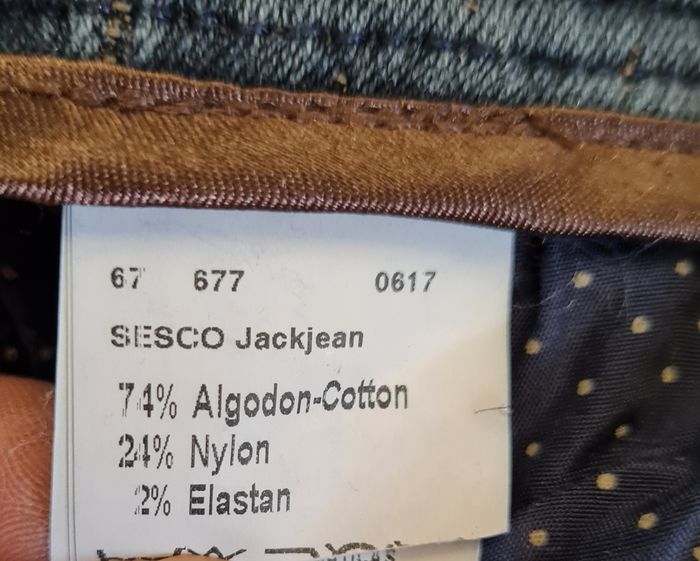 67 677 0617
SESCO Jackjean
74% Algodon-Cotton
24% Nylon
2% Elastan